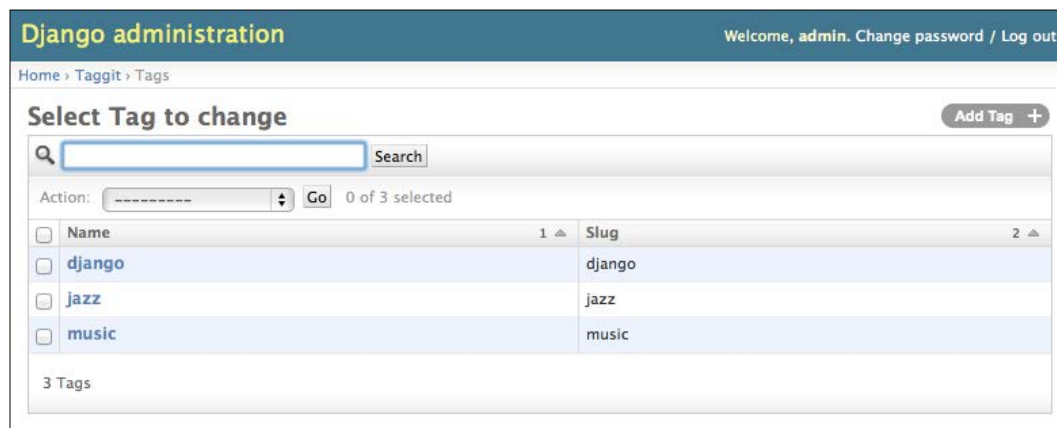 Django administration
Welcome, admin. Change password / Log out
Home › Taggit › Tags
Select Tag to change
Add Tag +
Search
Action: --------- Go 0 of 3 selected
Name 1 Slug 2
django django
jazz jazz
music music
3 Tags